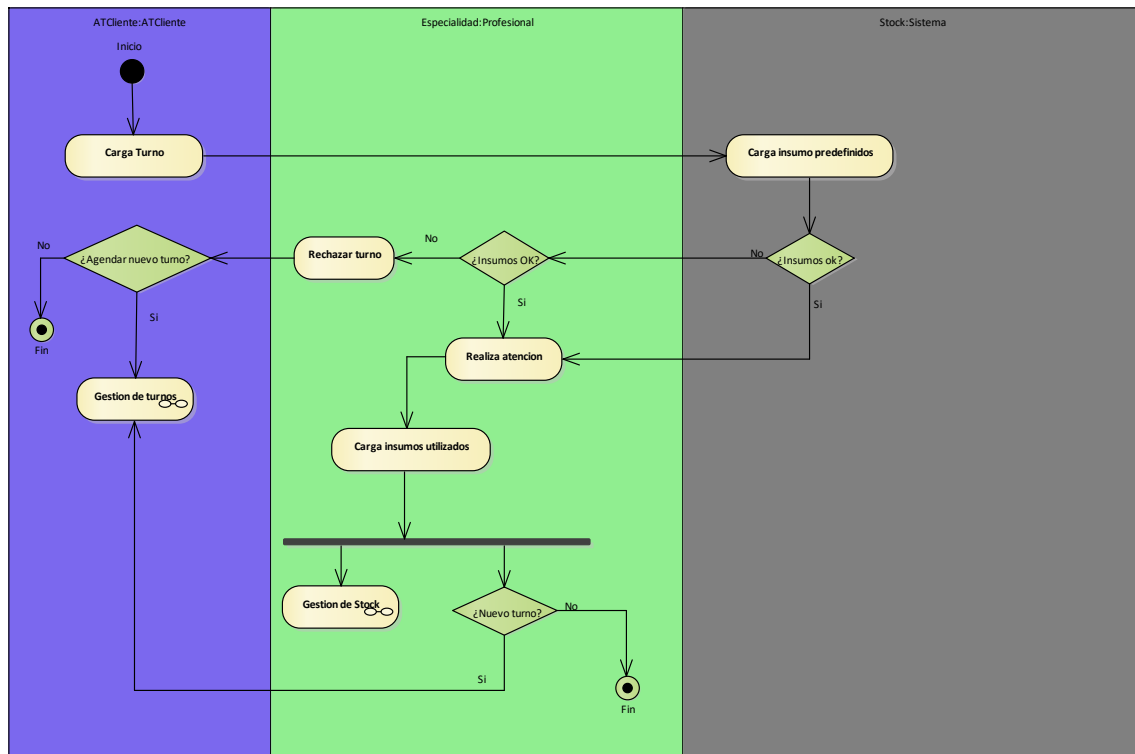 ATCliente:ATCliente
Especialidad:Profesional
Stock:Sistema
Inicio
Carga Turno
Carga insumo predefinidos
No
¿Agendar nuevo turno?
Rechazar turno
No
¿Insumos OK?
No
¿Insumos ok?
Si
Si
Si
Fin
Realiza atencion
Gestion de turnos
Carga insumos utilizados
Gestion de Stock
¿Nuevo turno?
No
Si
Fin